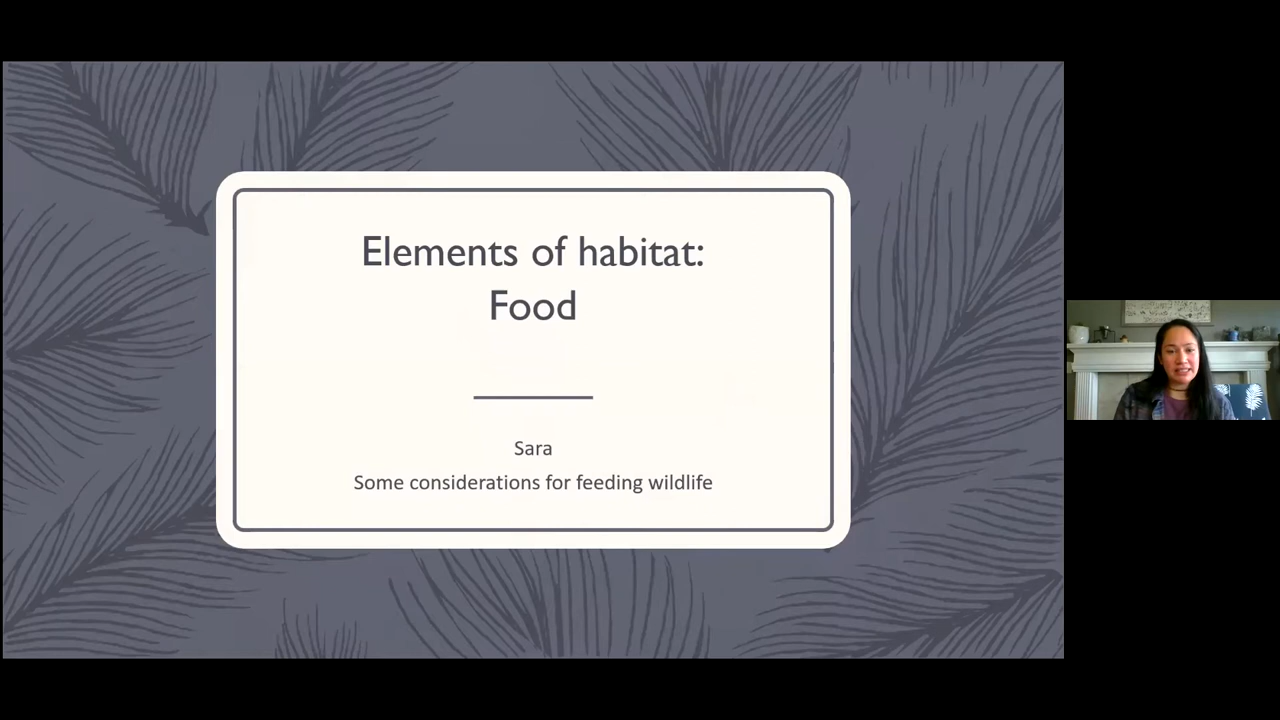 Elements of habitat:
Food
Sara
Some considerations for feeding wildlife